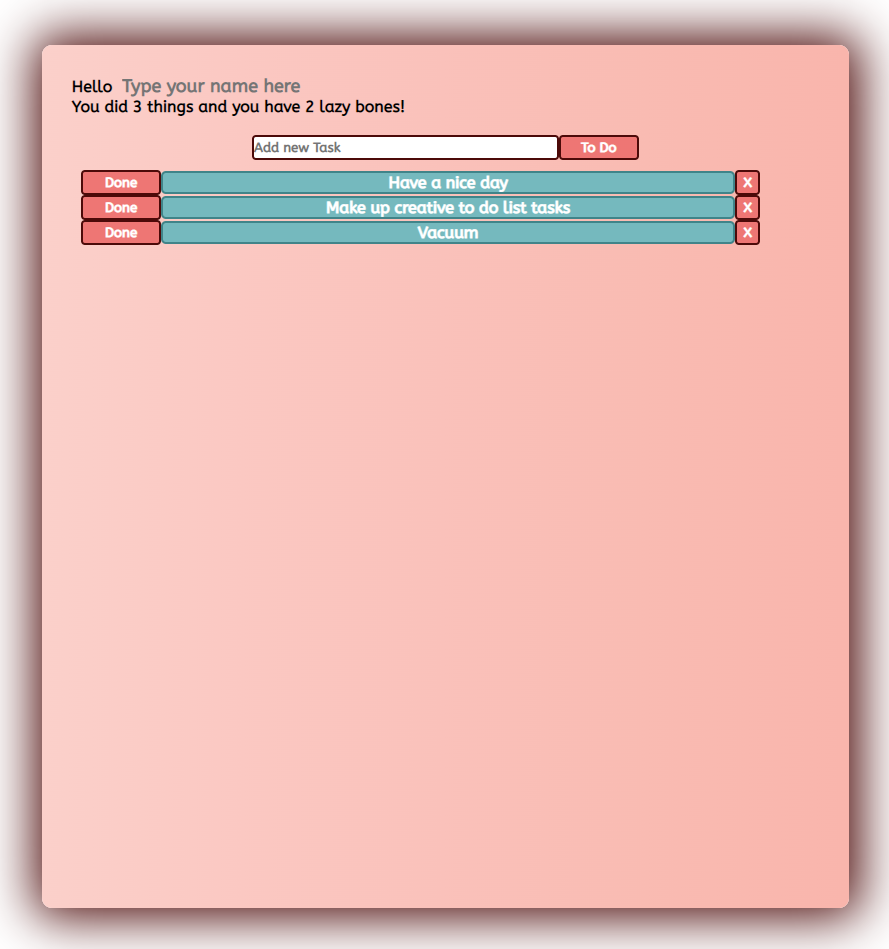 Hello Type your name here
You did 3 things and you have 2 lazy bones!
Add new Task To Do
Done Have a nice day X
Done Make up creative to do list tasks X
Done Vacuum X